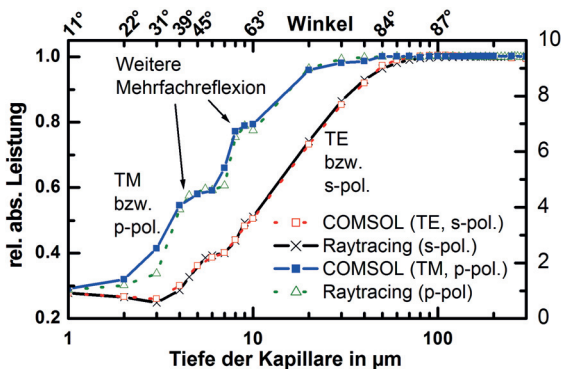 11° 22° 31° 39° 45° Winkel 63° 84° 87°
1.0 0.8 0.6 0.4 0.2
rel. abs. Leistung
10 8 6 4 2 0
Weitere
Mehrfachreflexion
TM
bzw.
p-pol.
TE
bzw.
s-pol.
COMSOL (TE, s-pol.)
Raytracing (s-pol.)
COMSOL (TM, p-pol.)
Raytracing (p-pol)
1 10 100
Tiefe der Kapillare in µm